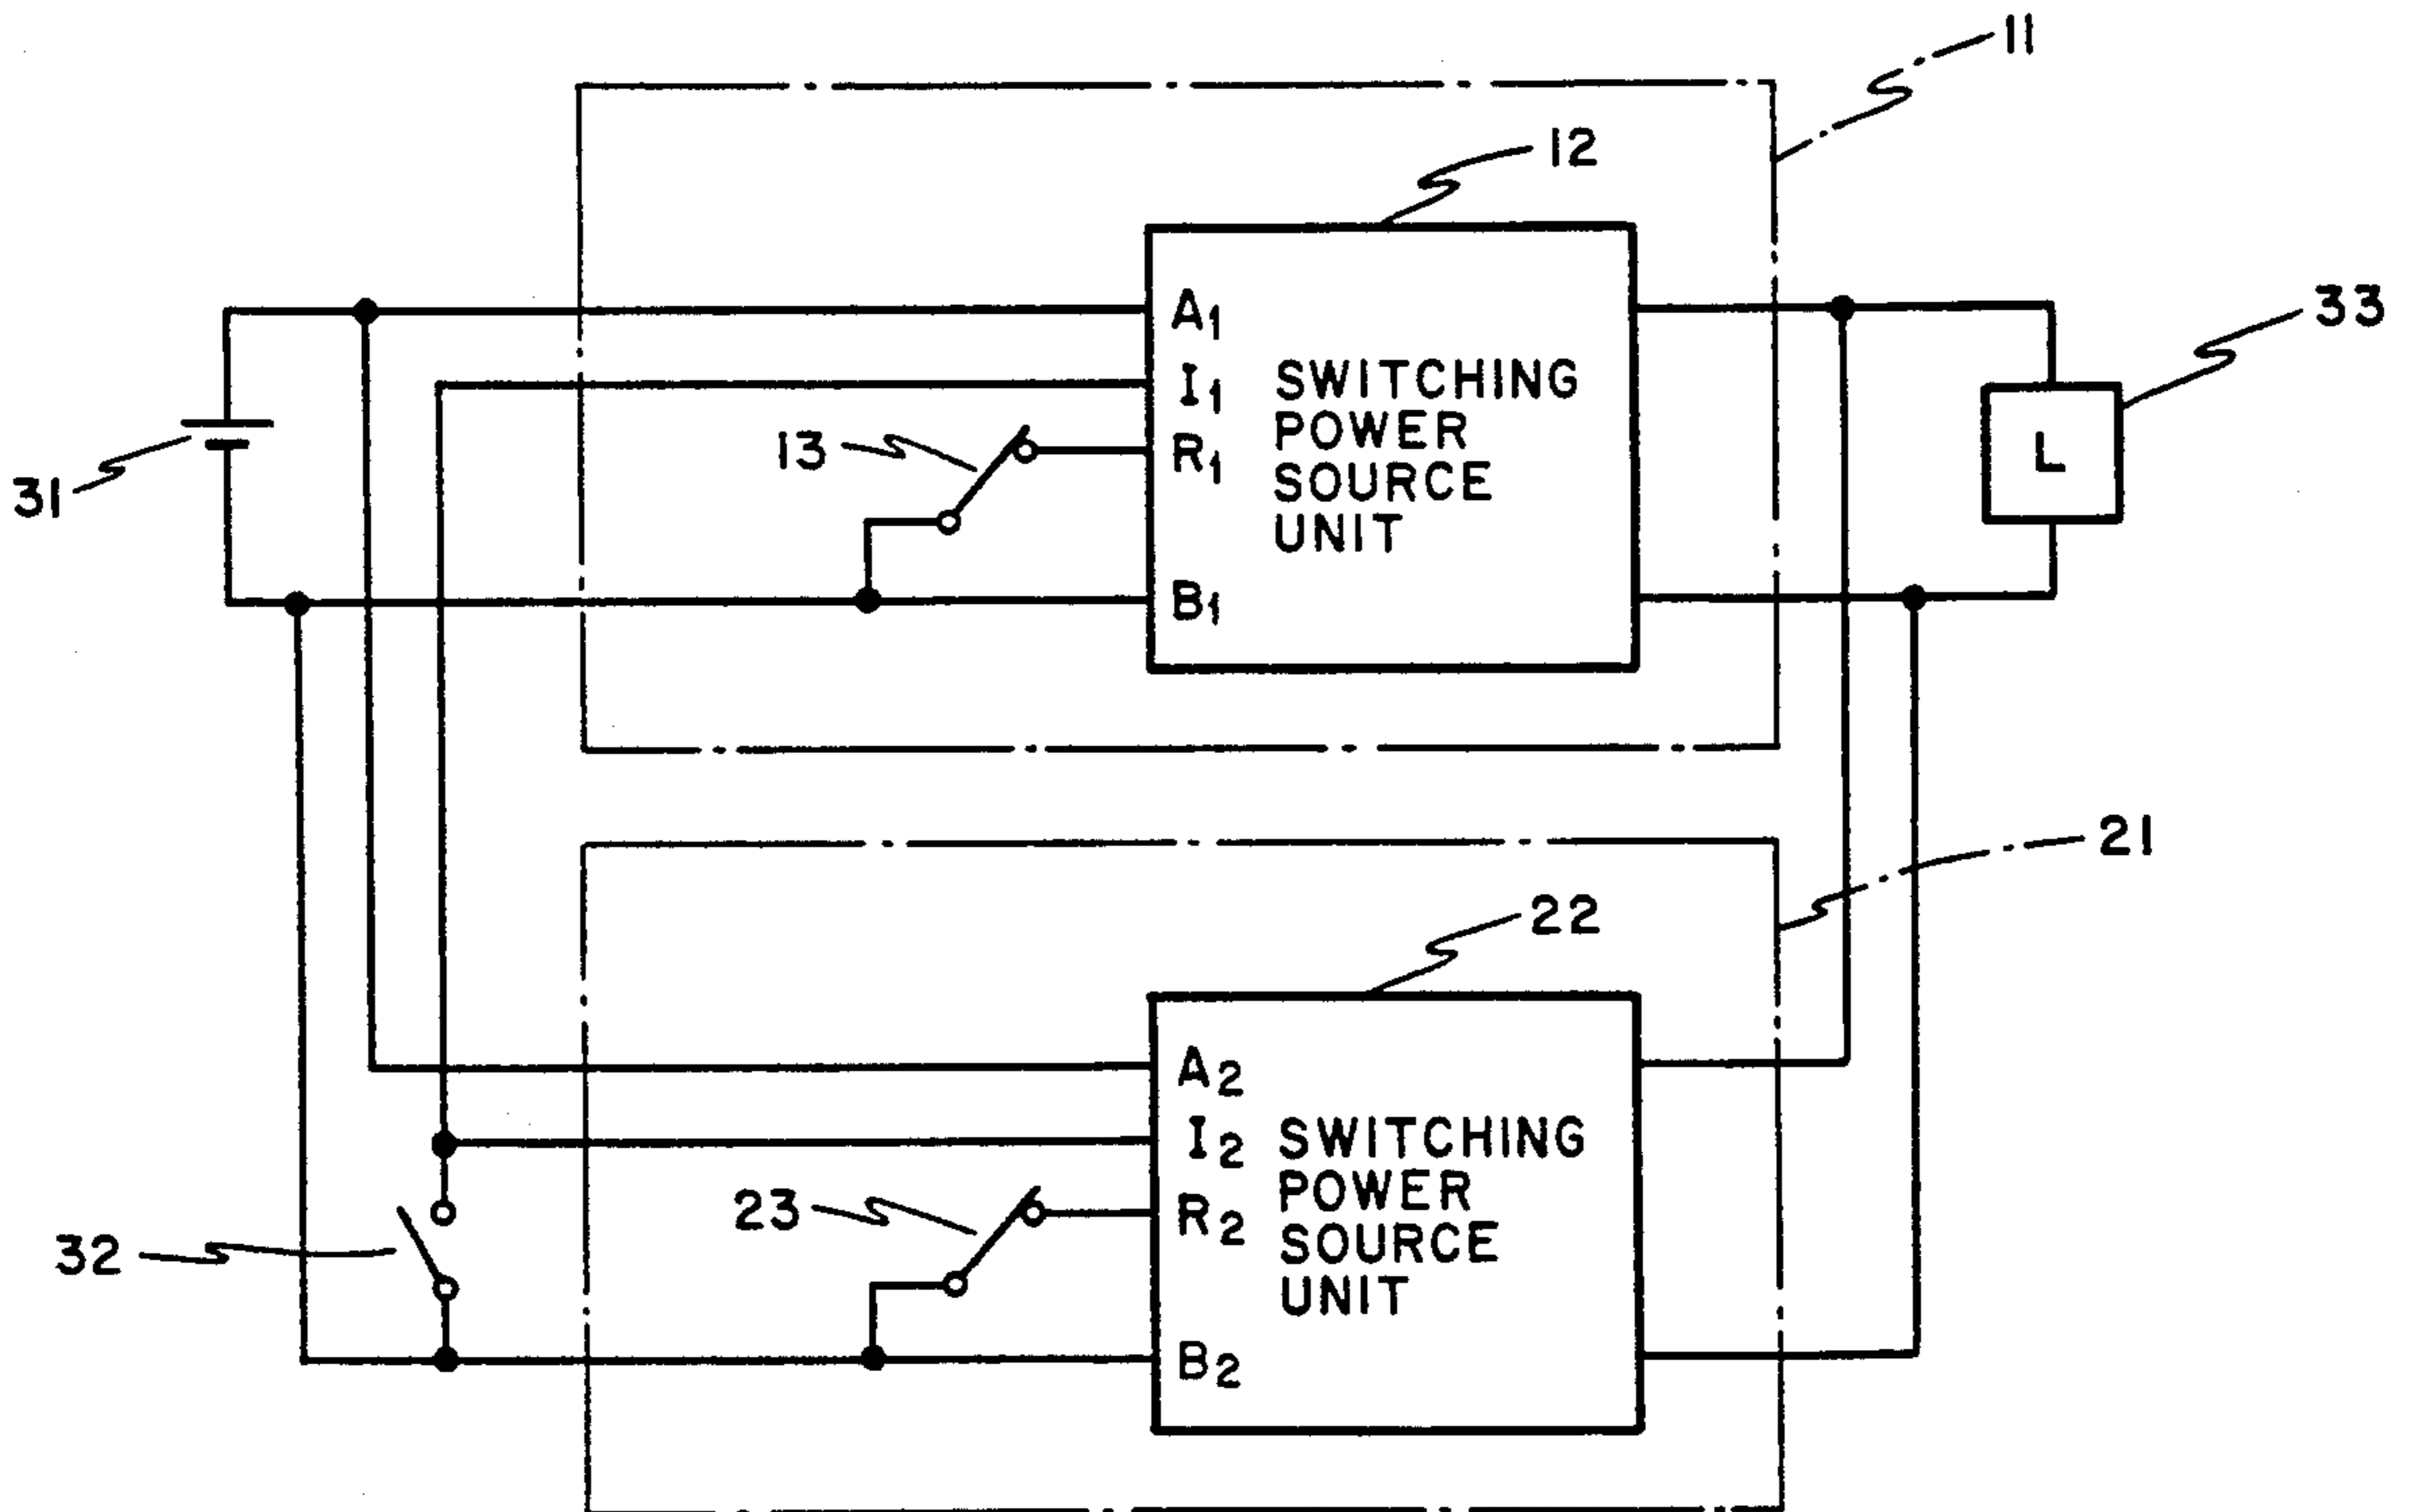 11
12
A1
33
I1
SWITCHING
POWER
SOURCE
UNIT
13
R1
L
31
B1
21
22
A2
I2
SWITCHING
POWER
SOURCE
UNIT
23
R2
32
B2